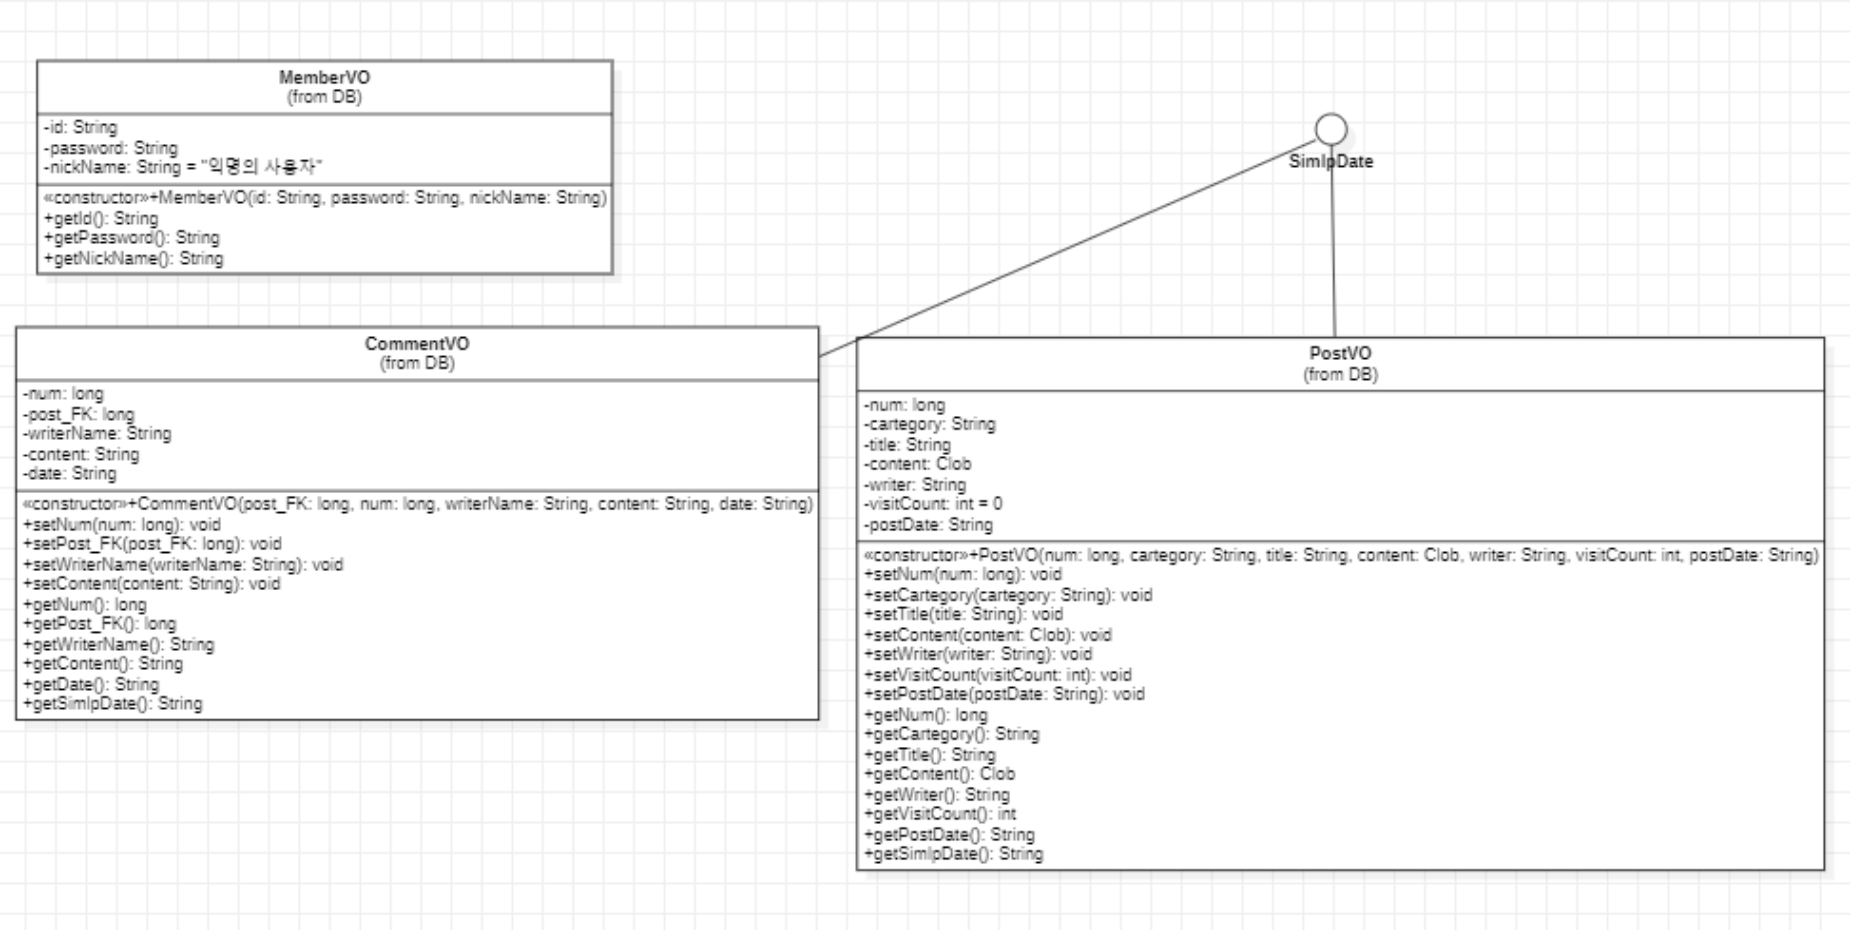 MemberVO
(from DB)
-id: String
-password: String
-nickName: String = "익명의 사용자"
«constructor»+MemberVO(id: String, password: String, nickName: String)
+getId(): String
+getPassword(): String
+getNickName(): String
SimlpDate
CommentVO
(from DB)
-num: long
-post_FK: long
-writerName: String
-content: String
-date: String
«constructor»+CommentVO(post_FK: long, num: long, writerName: String, content: String, date: String)
+setNum(num: long): void
+setPost_FK(post_FK: long): void
+setWriterName(writerName: String): void
+setContent(content: String): void
+getNum(): long
+getPost_FK(): long
+getWriterName(): String
+getContent(): String
+getDate(): String
+getSimlpDate(): String
PostVO
(from DB)
-num: long
-cartegory: String
-title: String
-content: Clob
-writer: String
-visitCount: int = 0
-postDate: String
«constructor»+PostVO(num: long, cartegory: String, title: String, content: Clob, writer: String, visitCount: int, postDate: String)
+setNum(num: long): void
+setCartegory(cartegory: String): void
+setTitle(title: String): void
+setContent(content: Clob): void
+setWriter(writer: String): void
+setVisitCount(visitCount: int): void
+setPostDate(postDate: String): void
+getNum(): long
+getCartegory(): String
+getTitle(): String
+getContent(): Clob
+getWriter(): String
+getVisitCount(): int
+getPostDate(): String
+getSimlpDate(): String